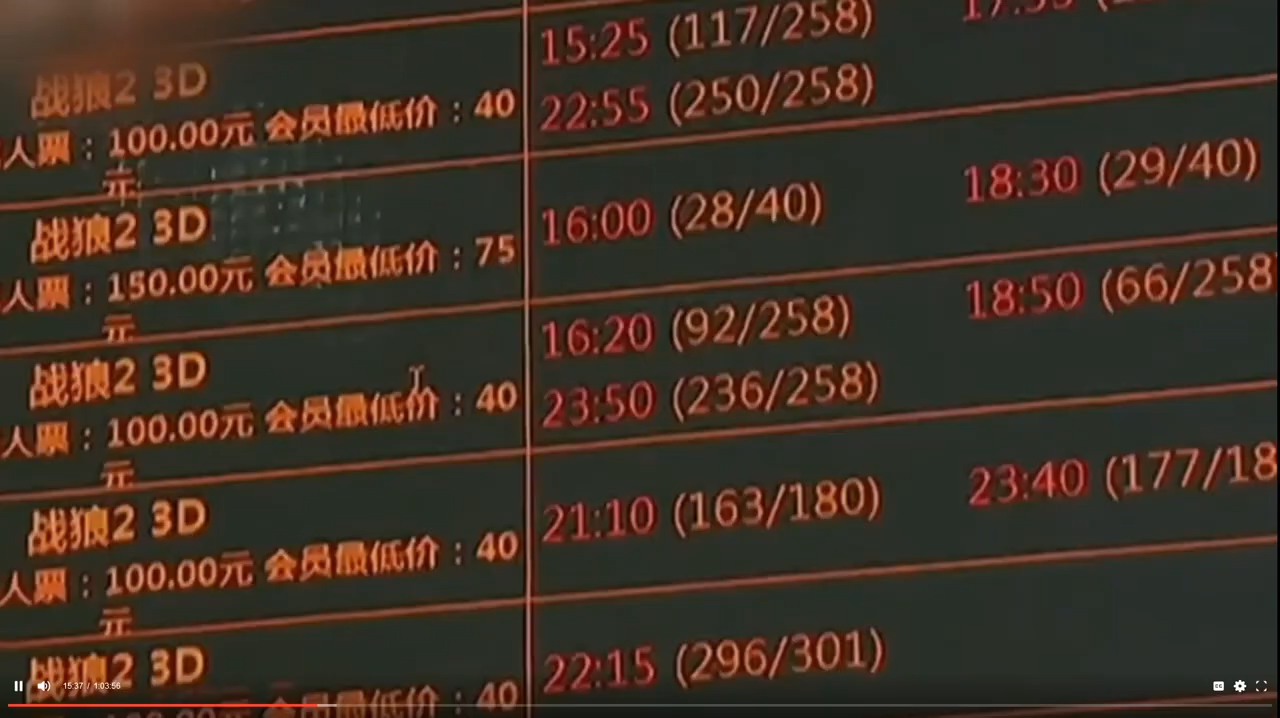 战狼2 3D
人票：100.00元 会员最低价：40
元
15:25 (117/258)
22:55 (250/258)
战狼2 3D
人票：150.00元 会员最低价：75
元
16:00 (28/40) 18:30 (29/40)
战狼2 3D
人票：100.00元 会员最低价：40
元
16:20 (92/258) 18:50 (66/258
23:50 (236/258)
战狼2 3D
人票：100.00元 会员最低价：40
元
21:10 (163/180) 23:40 (177/18
战狼2 3D
会员最低价：40
22:15 (296/301)
15:37 / 1:03:56
CC